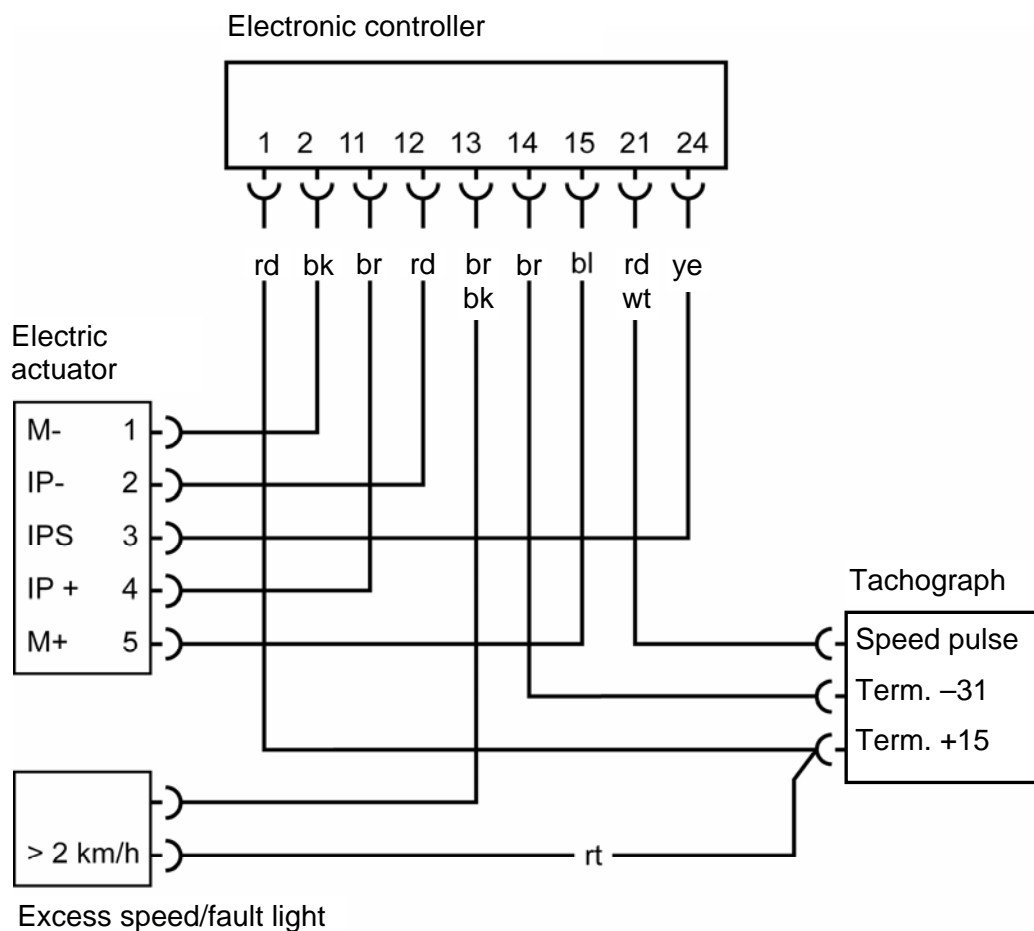 Electronic controller
1 2 11 12 13 14 15 21 24
rd bk br rd br br bl rd ye
bk wt
Electric
actuator
M- 1
IP- 2
IPS 3
IP + 4
M+ 5
Tachograph
Speed pulse
Term. –31
Term. +15
> 2 km/h
rt
Excess speed/fault light